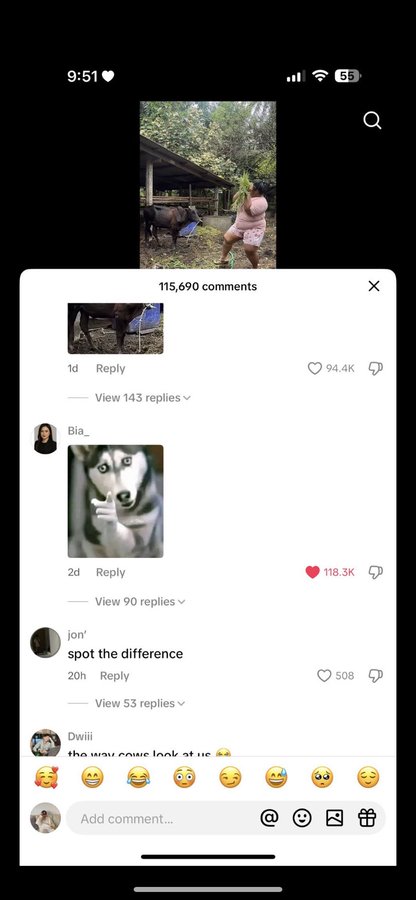 9:51
55
115,690 comments
1d Reply 94.4K
View 143 replies
Bia_
2d Reply 118.3K
View 90 replies
jon'
spot the difference
20h Reply 508
View 53 replies
Dwiii
the way cows look at us
Add comment...